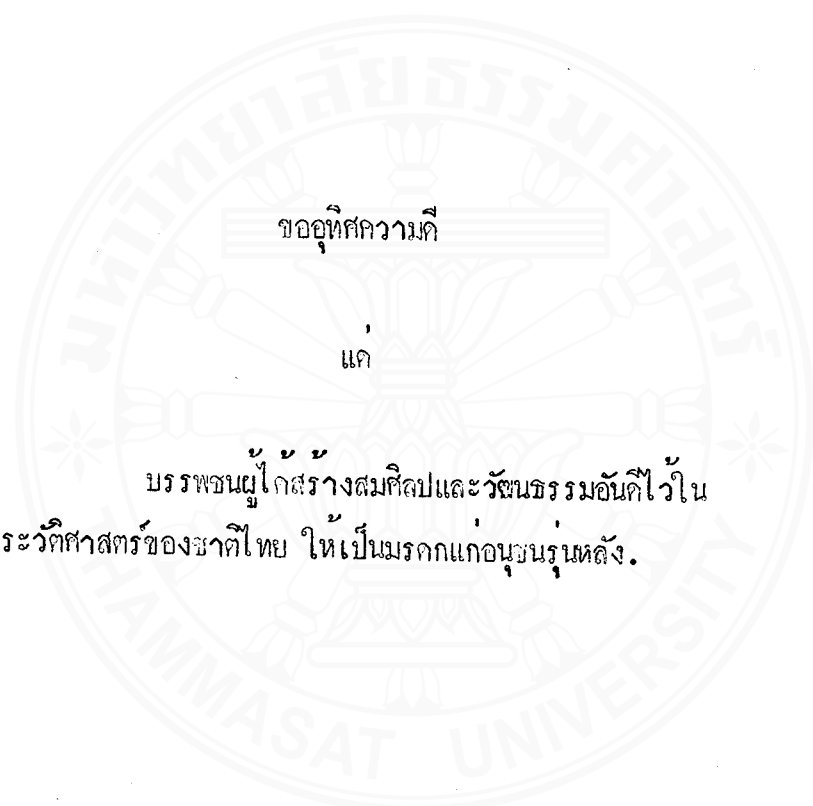 ขออุทิศความดี
แด่
บรรพชนผู้ได้สร้างสมศิลปและวัฒนธรรมอันดีไว้ใน
ระวัติศาสตร์ของชาติไทย ให้เป็นมรดกแก่อนุชนรุ่นหลัง.
มหาวิทยาลัยธรรมศาสตร์
THAMMASAT UNIVERSITY